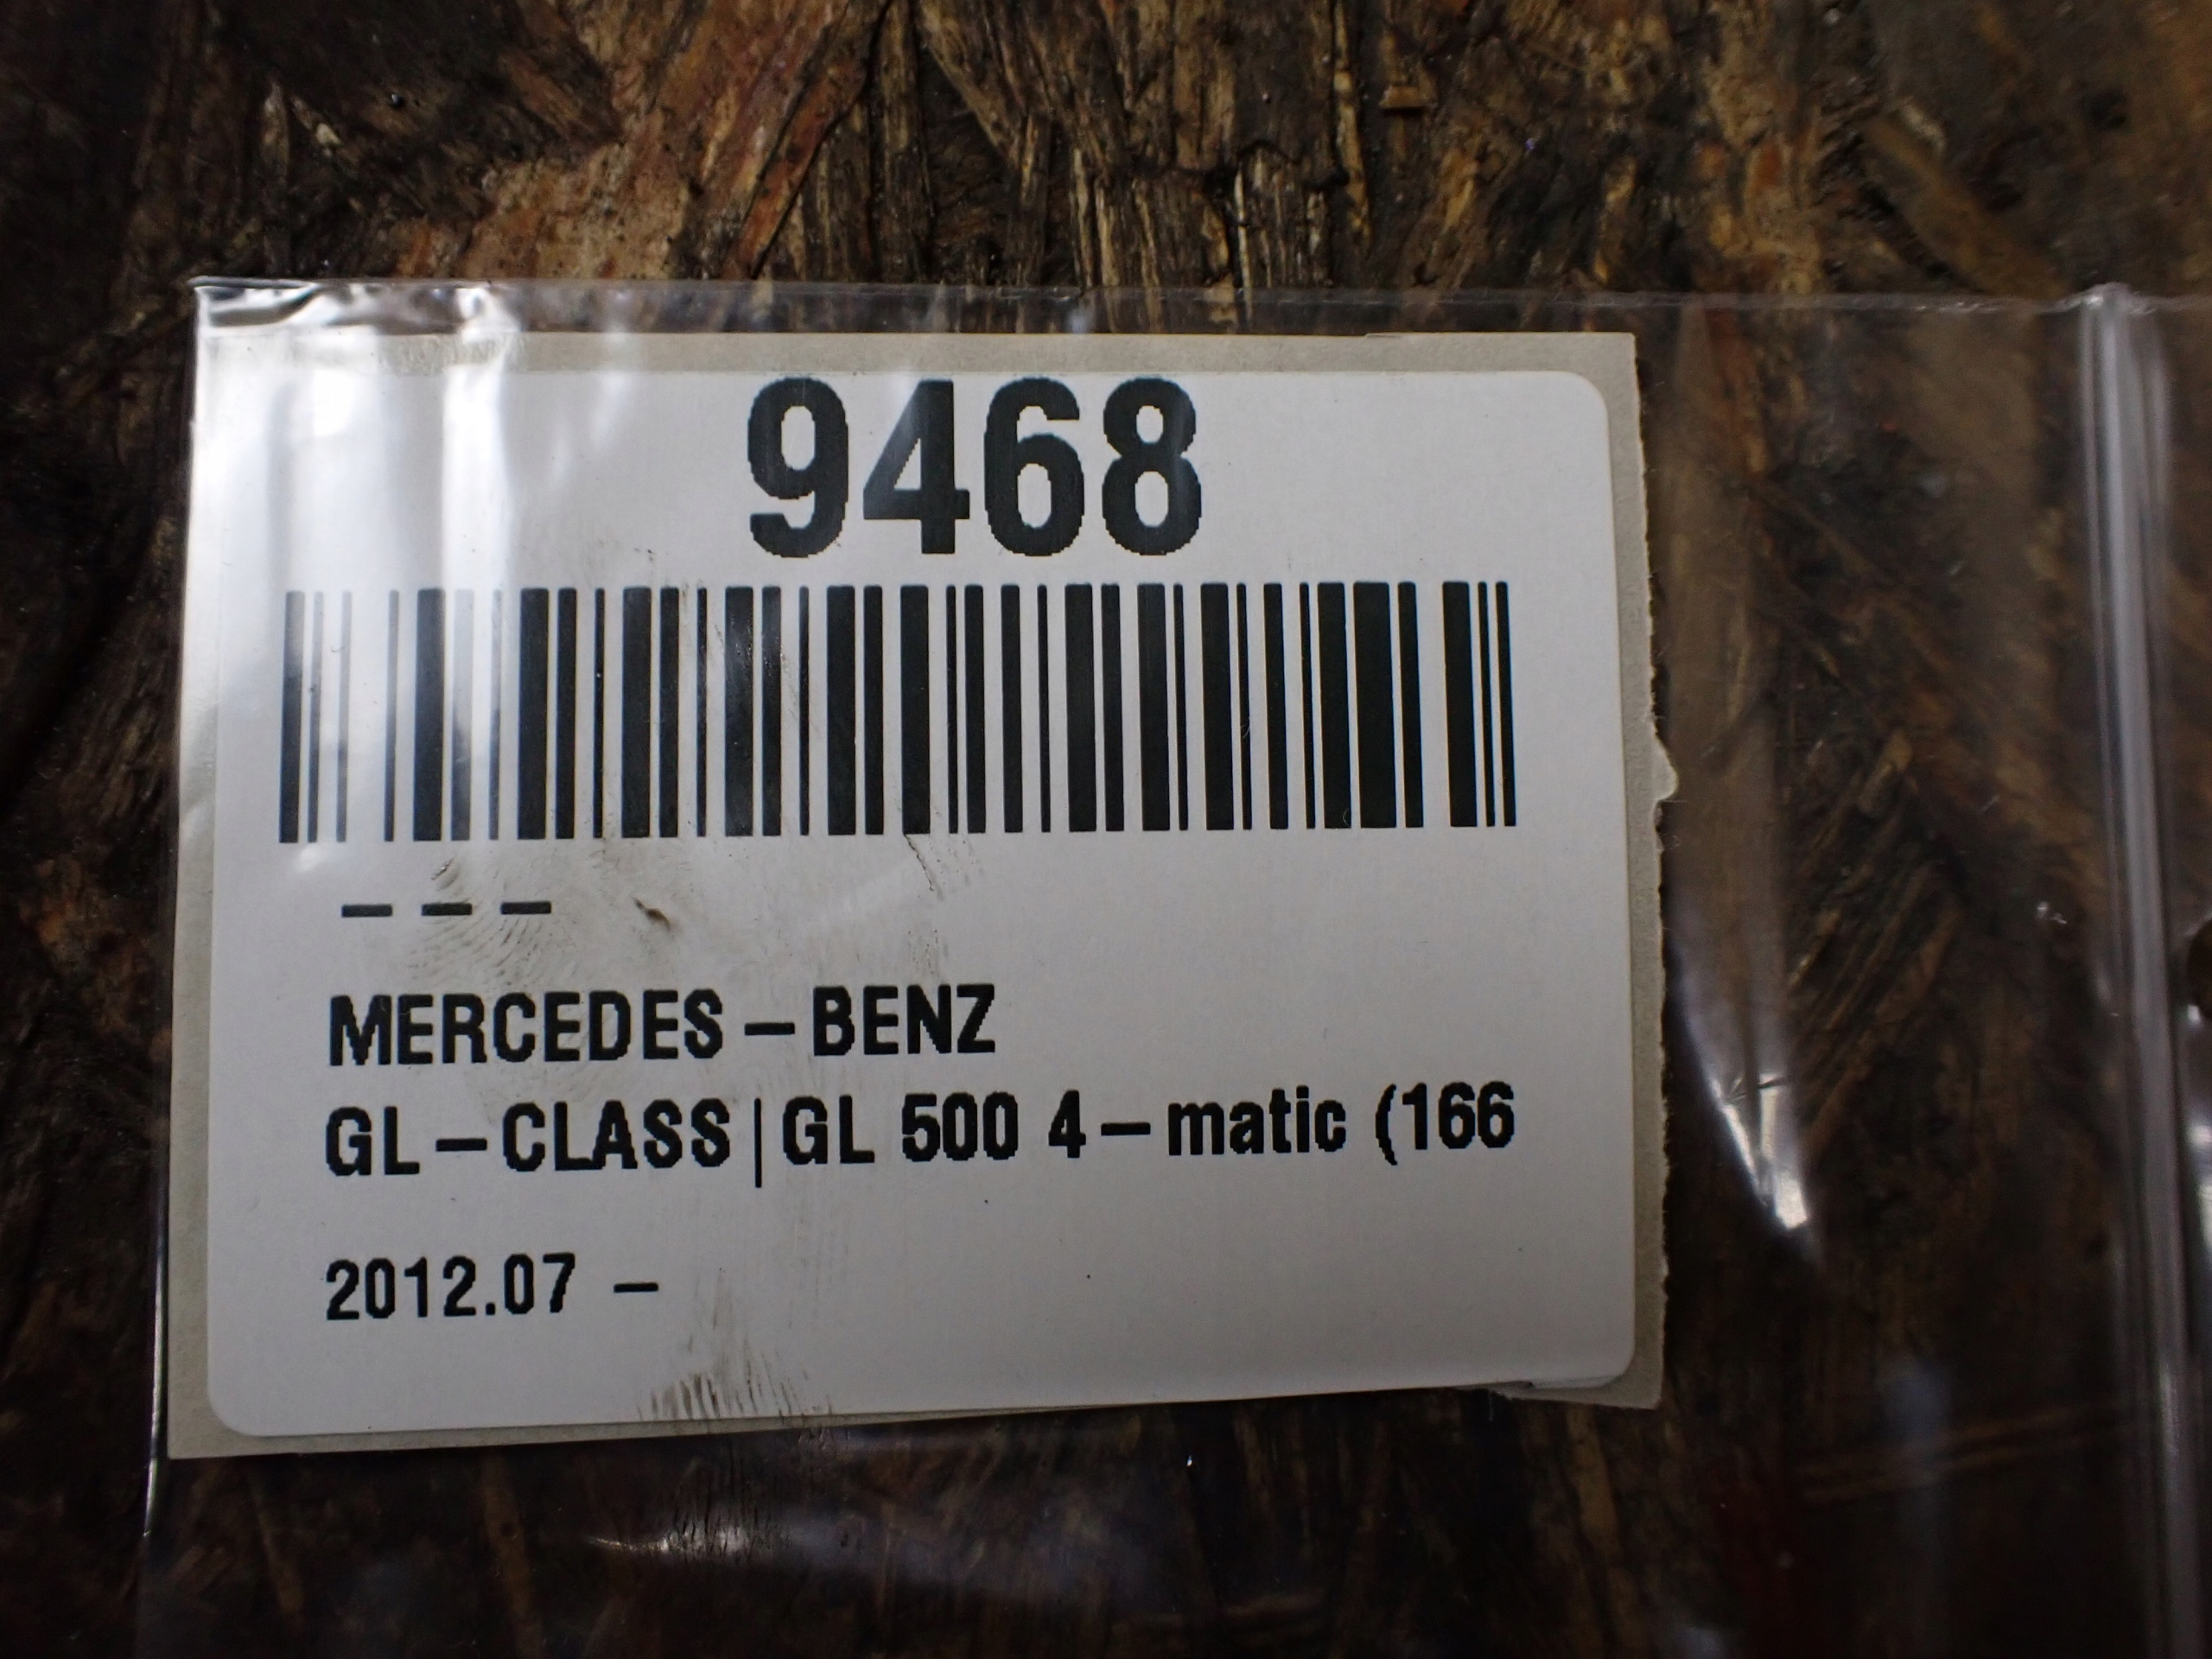 9468
– – –
MERCEDES – BENZ
GL – CLASS | GL 500 4 – matic (166
2012.07 –